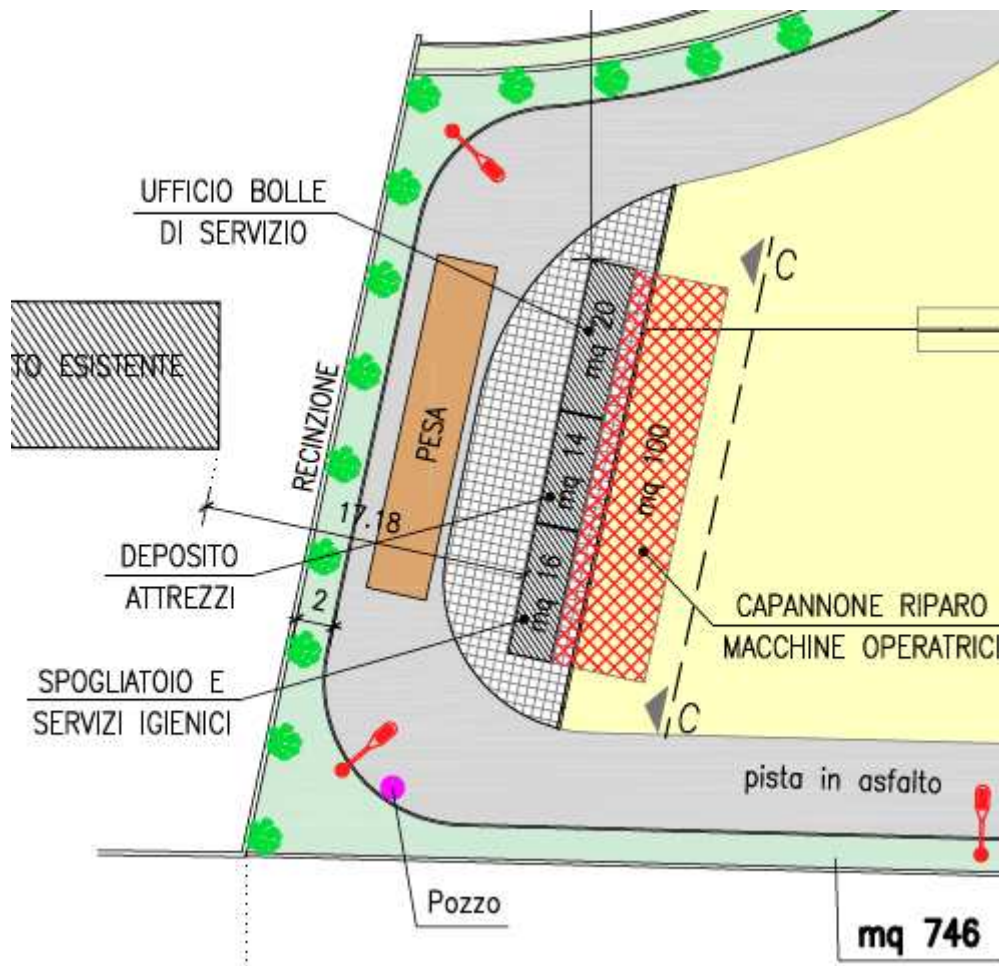 UFFICIO BOLLE
DI SERVIZIO
C
mq 20
TO ESISTENTE
RECINZIONE
PESA
mq 14
mq 100
17.18
DEPOSITO
ATTREZZI
mq 16
2
CAPANNONE RIPARO
MACCHINE OPERATRICI
SPOGLIATOIO E
SERVIZI IGIENICI
C
pista in asfalto
Pozzo
mq 746